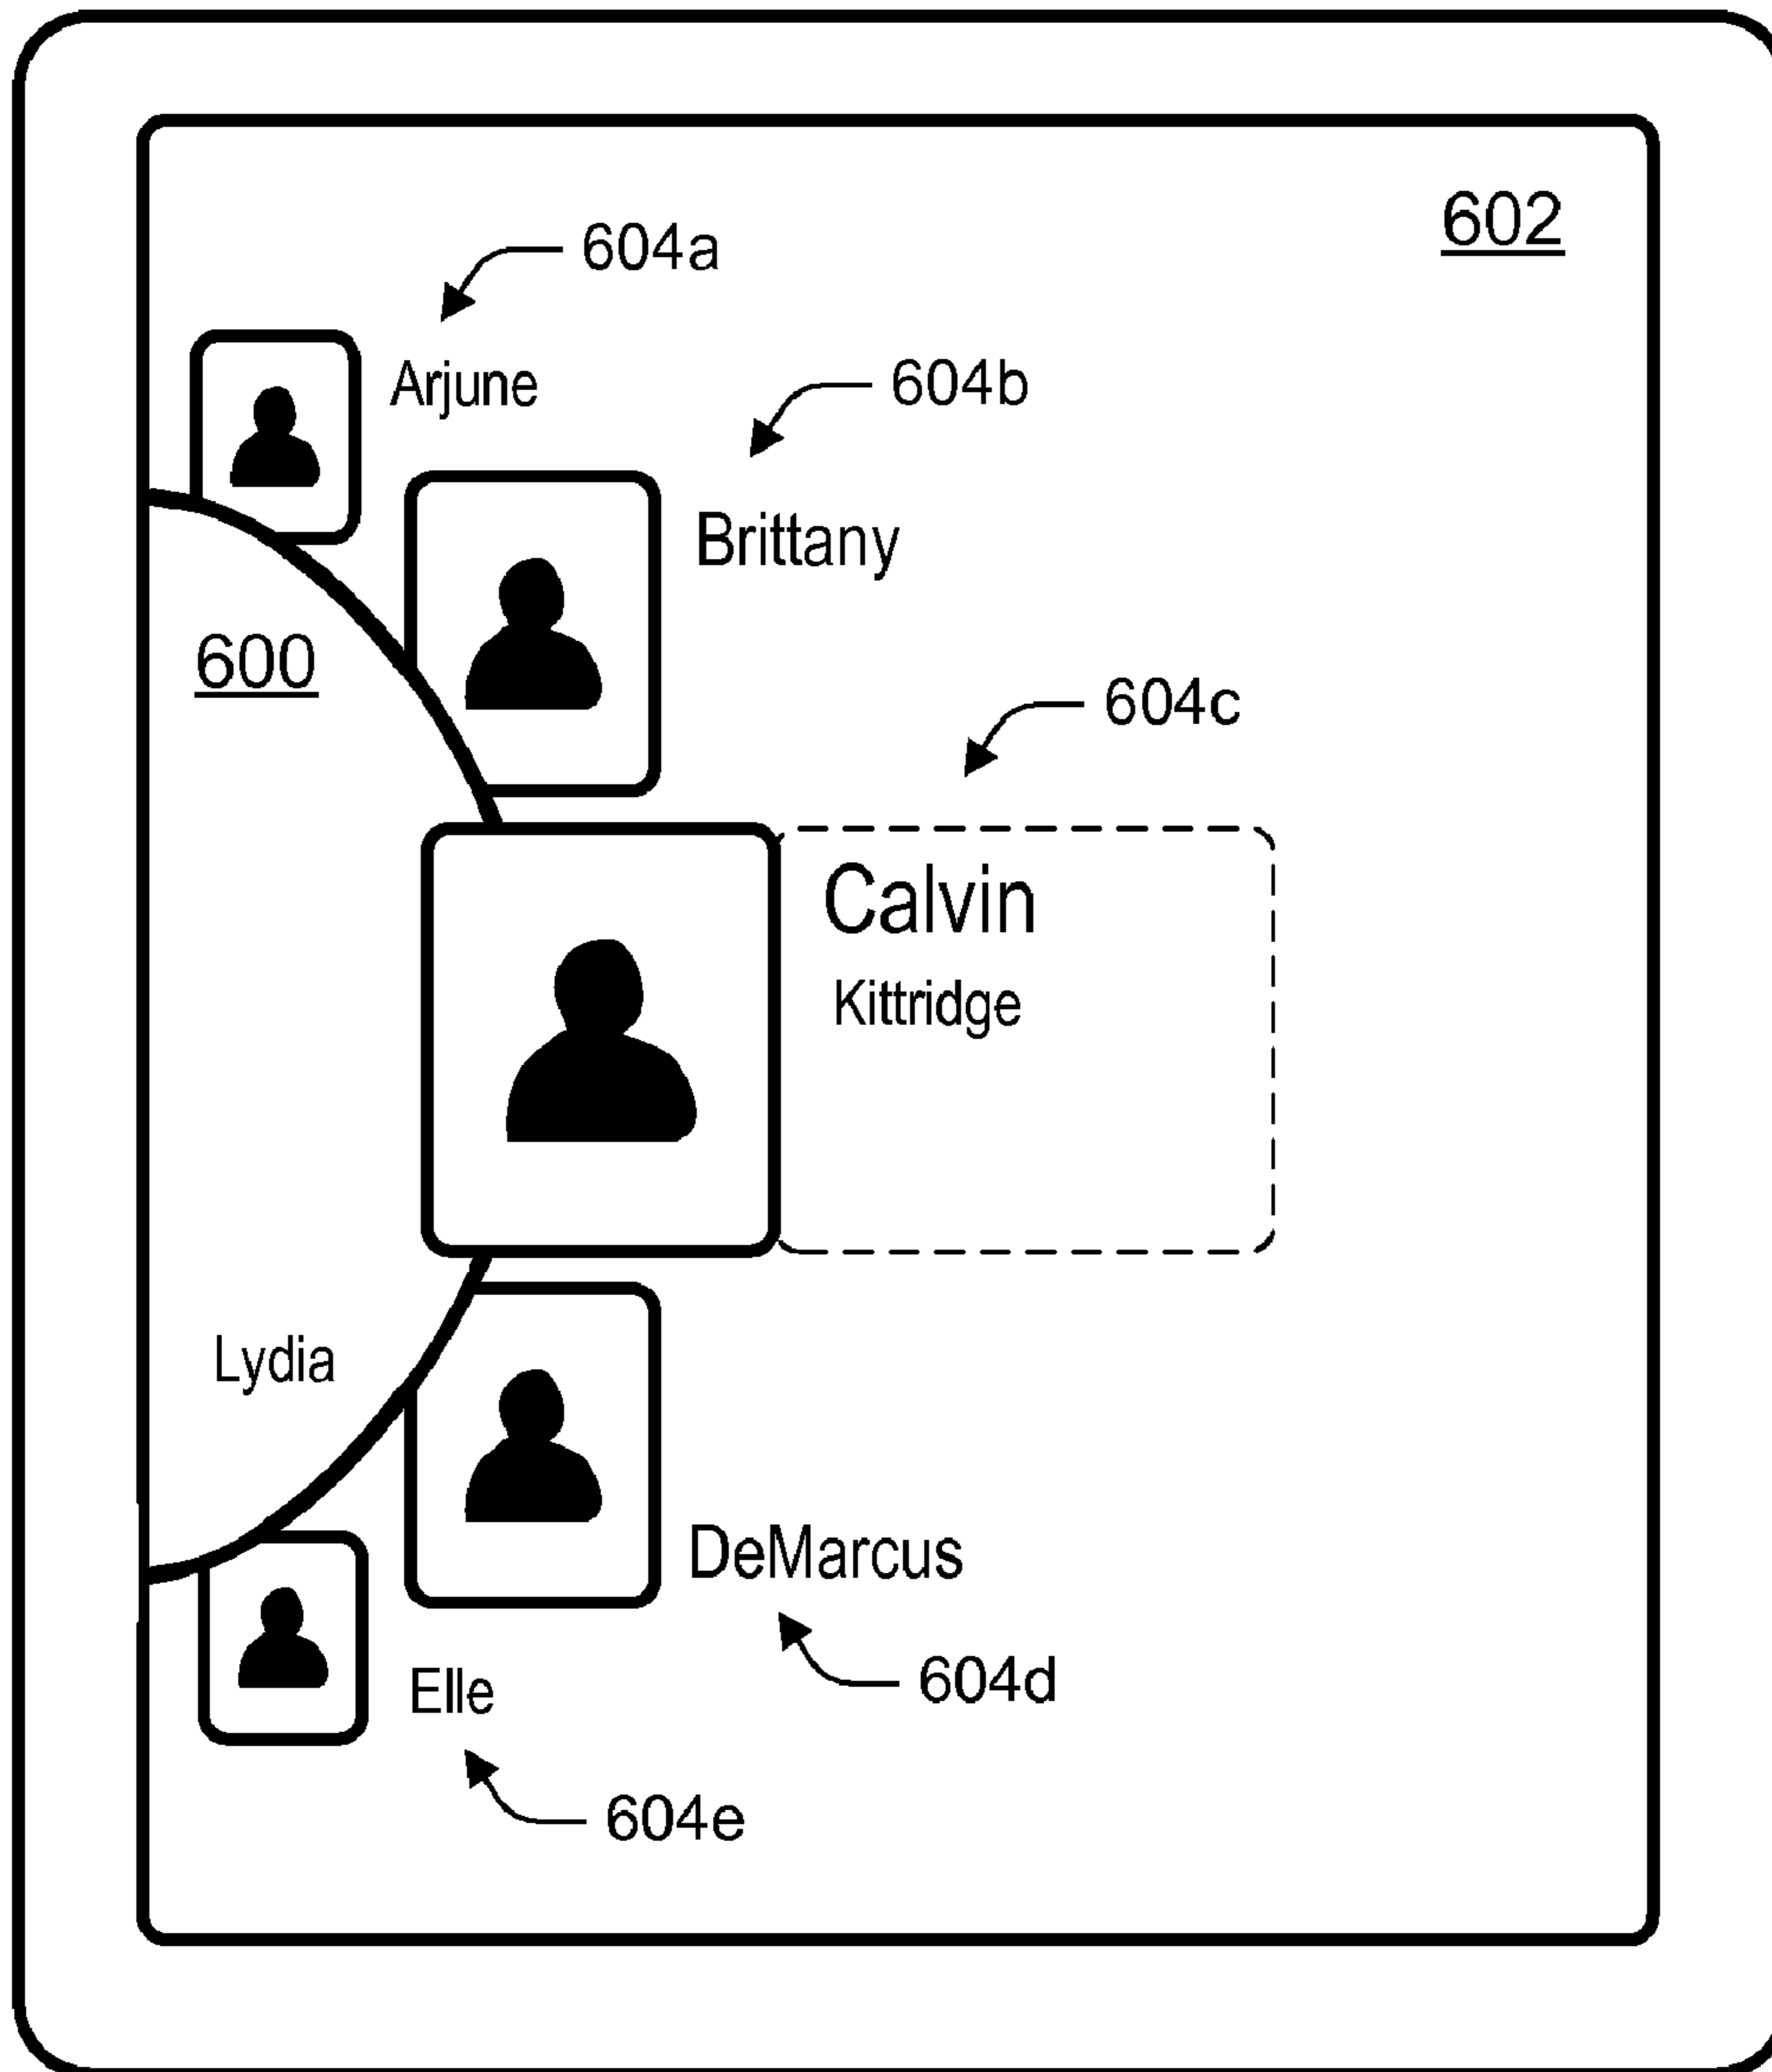 602
604a
Arjune
604b
Brittany
600
604c
Calvin
Kittridge
Lydia
DeMarcus
604d
Elle
604e